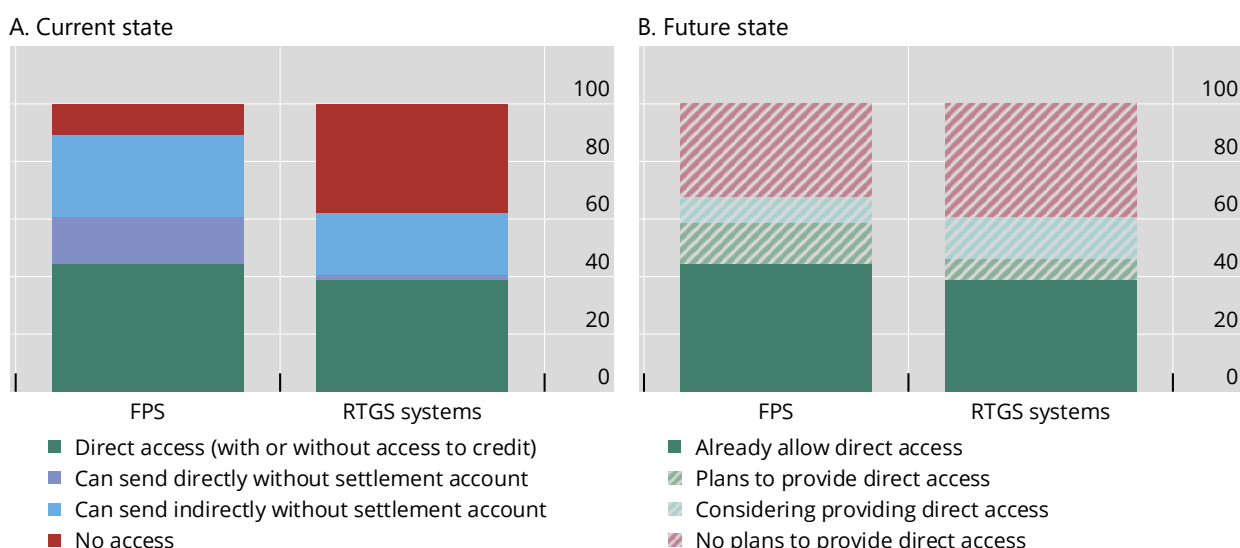 A. Current state
100
80
60
40
20
0
FPS RTGS systems
Direct access (with or without access to credit)
Can send directly without settlement account
Can send indirectly without settlement account
No access
B. Future state
100
80
60
40
20
0
FPS RTGS systems
Already allow direct access
Plans to provide direct access
Considering providing direct access
No plans to provide direct access